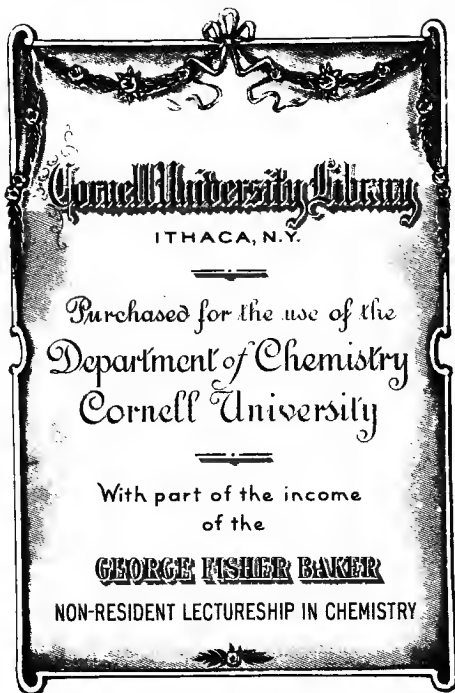 Cornell University Library
ITHACA, N.Y.
Purchased for the use of the
Department of Chemistry
Cornell University
With part of the income
of the
GEORGE FISHER BAKER
NON-RESIDENT LECTURESHIP IN CHEMISTRY